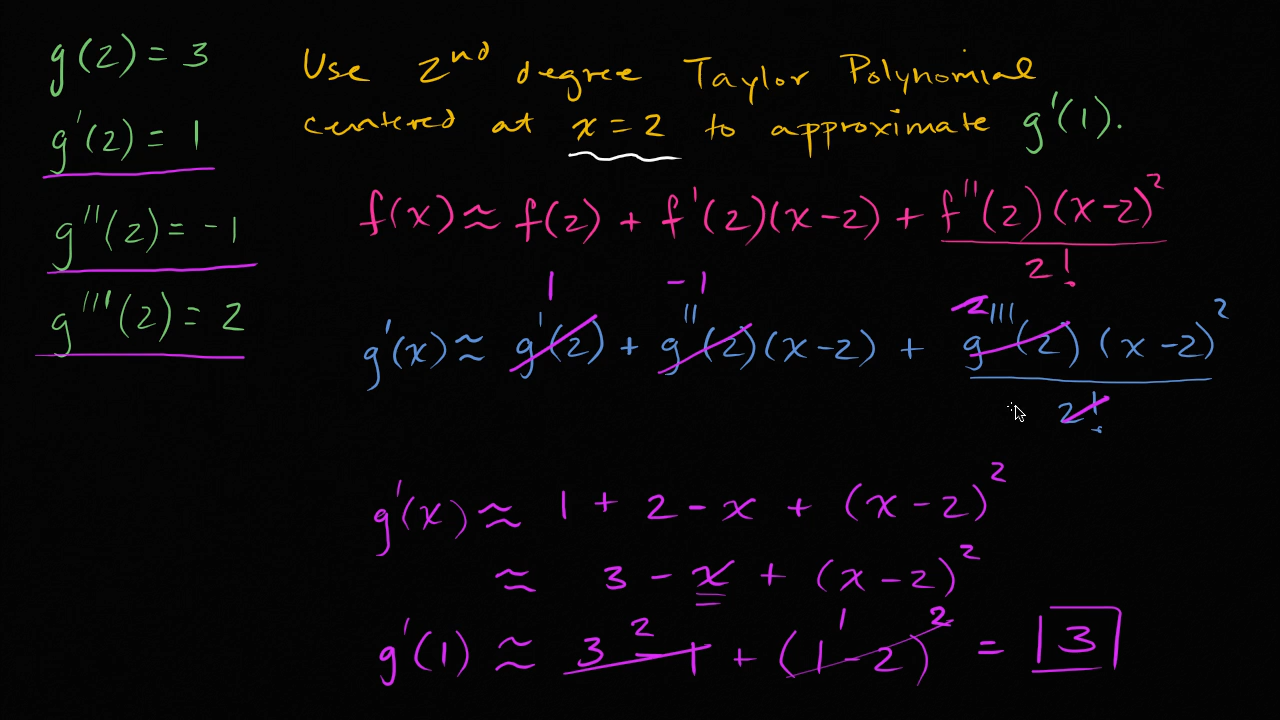 g(2) = 3
g'(2) = 1
g''(2) = -1
g'''(2) = 2
Use 2nd degree Taylor Polynomial
centered at x = 2 to approximate g'(1).
f(x) ≈ f(2) + f'(2)(x-2) + f''(2)(x-2)²
2!
1 -1 2
g'(x) ≈ g'(2) + g''(2)(x-2) + g'''(2)(x-2)²
2!
g'(x) ≈ 1 + 2 - x + (x-2)²
≈ 3 - x + (x-2)²
2 1
g'(1) ≈ 3 - 1 + (1-2)² = 3